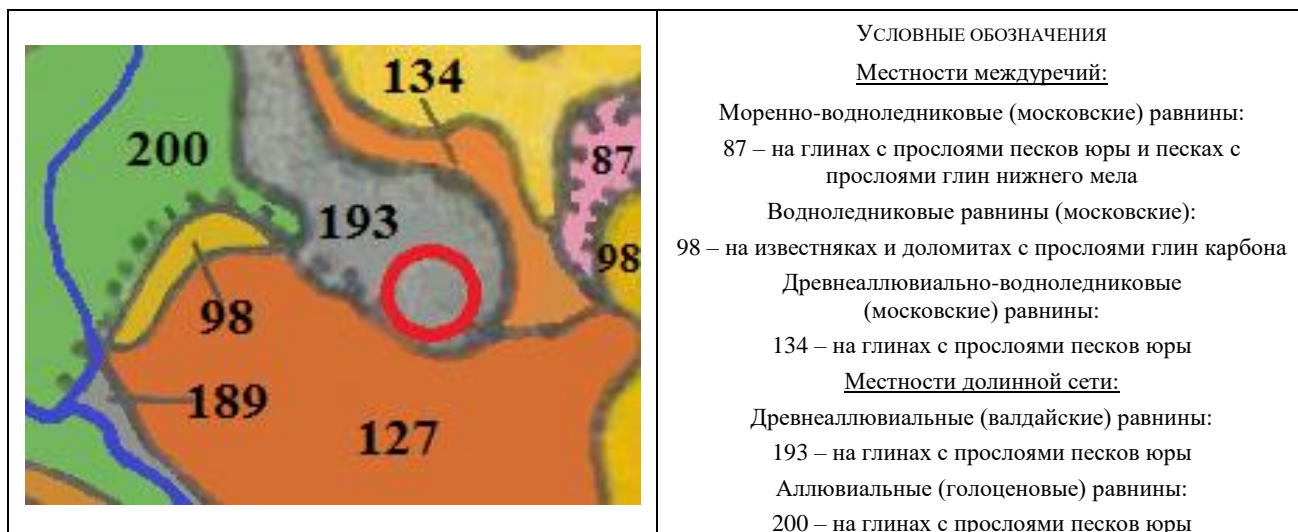 134
200
87
193
98
98
189
127
УСЛОВНЫЕ ОБОЗНАЧЕНИЯ
Местности междуречий:
Моренно-водноледниковые (московские) равнины:
87 – на глинах с прослоями песков юры и песках с
прослоями глин нижнего мела
Водноледниковые равнины (московские):
98 – на известняках и доломитах с прослоями глин карбона
Древнеаллювиально-водноледниковые
(московские) равнины:
134 – на глинах с прослоями песков юры
Местности долинной сети:
Древнеаллювиальные (валдайские) равнины:
193 – на глинах с прослоями песков юры
Аллювиальные (голоценовые) равнины:
200 – на глинах с прослоями песков юры